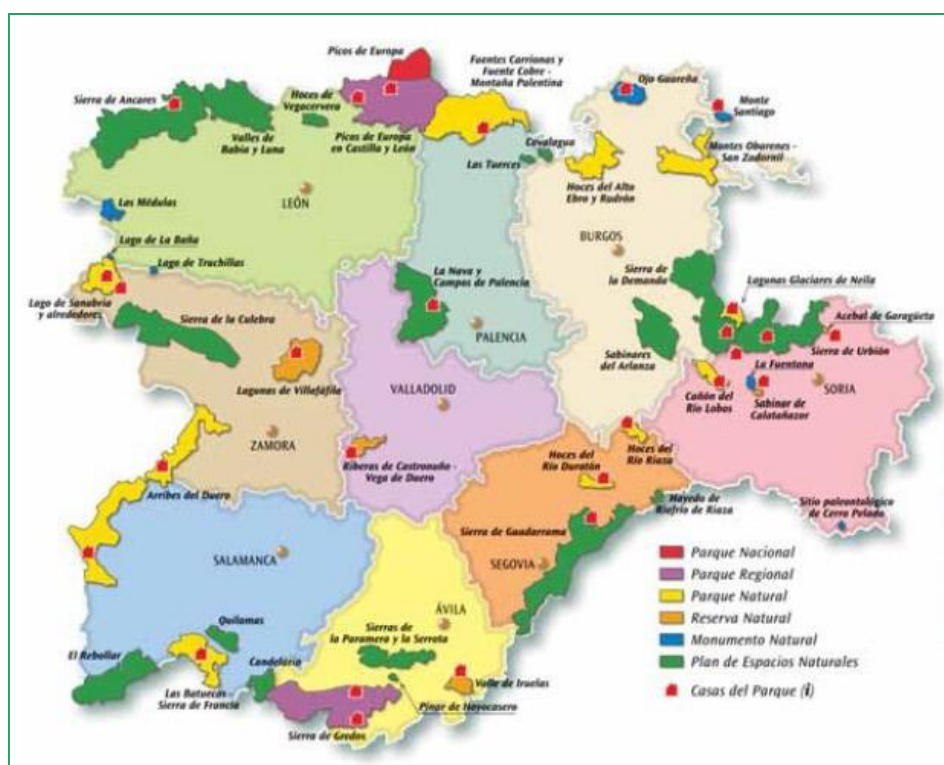 Picos de Europa
Fuentes Carrionas y
Fuente Cobre -
Montaña Palentina
Ojo Guareña
Sierra de Ancares
Hoces de
Vegacervera
Monte
Santiago
Valles de
Babia y Luna
Picos de Europa
en Castilla y León
Covalagua
Las Tuerces
Montes Obarenes -
San Zadornil
Hoces del Alto
Ebro y Rudrón
LEÓN
Las Médulas
BURGOS
Lago de La Baña
Lago de Truchillas
La Nava y
Campos de Palencia
Sierra de
la Demanda
Lagunas Glaciares de Neila
Lago de Sanabria
y alrededores
Sierra de la Culebra
Acebal de Garagüeta
PALENCIA
Sabinares
del Arlanza
Sierra de Urbión
La Fuentona
Lagunas de Villafáfila
VALLADOLID
SORIA
Cañón del
Río Lobos
Sabinar de
Calatañazor
ZAMORA
Riberas de Castronuño -
Vega de Duero
Hoces del
Río Duratón
Hoces del
Río Riaza
Arribes del Duero
Hayedo de
Riofrío de Riaza
Sitio paleontológico
de Cerro Pelado
Sierra de Guadarrama
SALAMANCA
SEGOVIA
Parque Nacional
Parque Regional
Parque Natural
Reserva Natural
Monumento Natural
Plan de Espacios Naturales
Casas del Parque (i)
ÁVILA
Quilamas
Sierras de
la Paramera y la Serrota
El Rebollar
Candelario
Las Batuecas
Sierra de Francia
Valle de Iruelas
Pinar de Hoyocasero
Sierra de Gredos